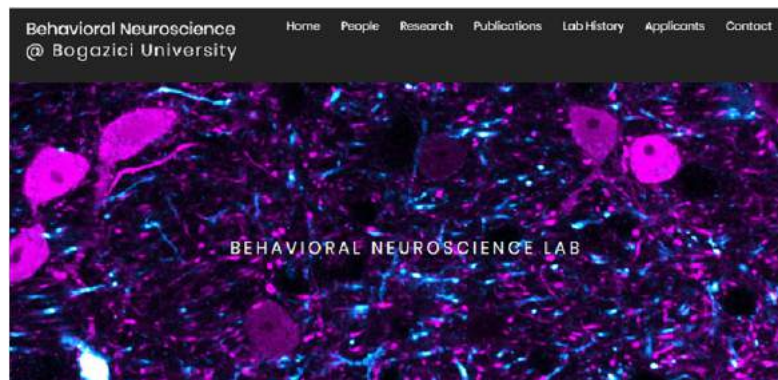 Behavioral Neuroscience
@ Bogazici University
Home People Research Publications Lab History Applicants Contact
BEHAVIORAL NEUROSCIENCE LAB